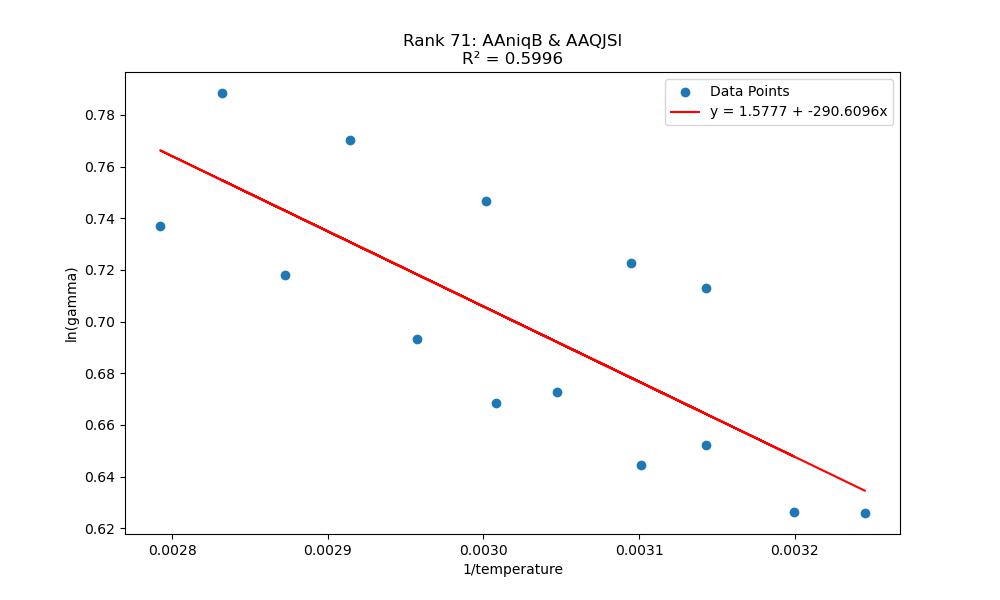 Rank 71: AAniqB & AAQJSI
R² = 0.5996
Data Points
y = 1.5777 + -290.6096x
ln(gamma)
0.78
0.76
0.74
0.72
0.70
0.68
0.66
0.64
0.62
0.0028 0.0029 0.0030 0.0031 0.0032
1/temperature